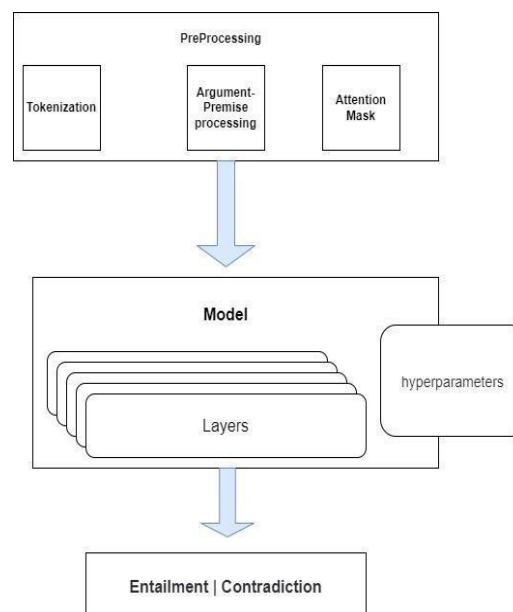 PreProcessing
Tokenization
Argument-
Premise
processing
Attention
Mask
Model
hyperparameters
Layers
Entailment | Contradiction